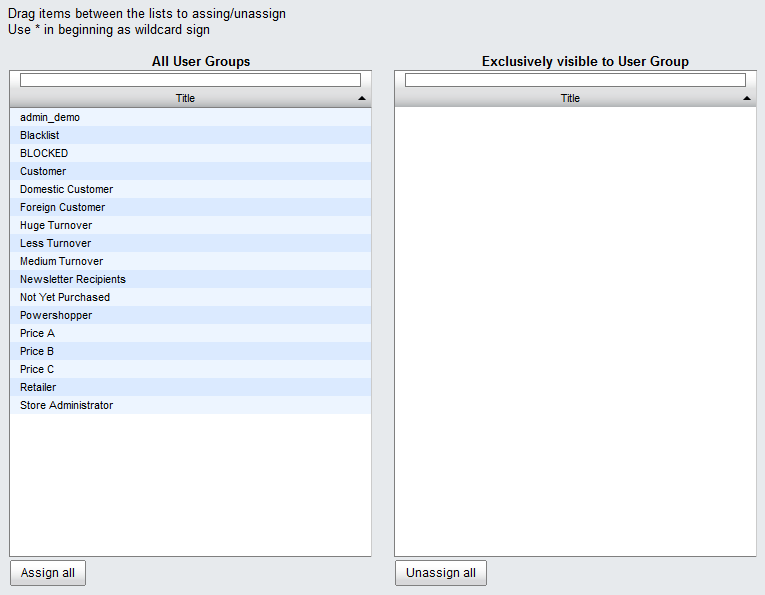 Drag items between the lists to assing/unassign
Use * in beginning as wildcard sign
All User Groups
Title
admin_demo
Blacklist
BLOCKED
Customer
Domestic Customer
Foreign Customer
Huge Turnover
Less Turnover
Medium Turnover
Newsletter Recipients
Not Yet Purchased
Powershopper
Price A
Price B
Price C
Retailer
Store Administrator
Assign all
Exclusively visible to User Group
Title
Unassign all